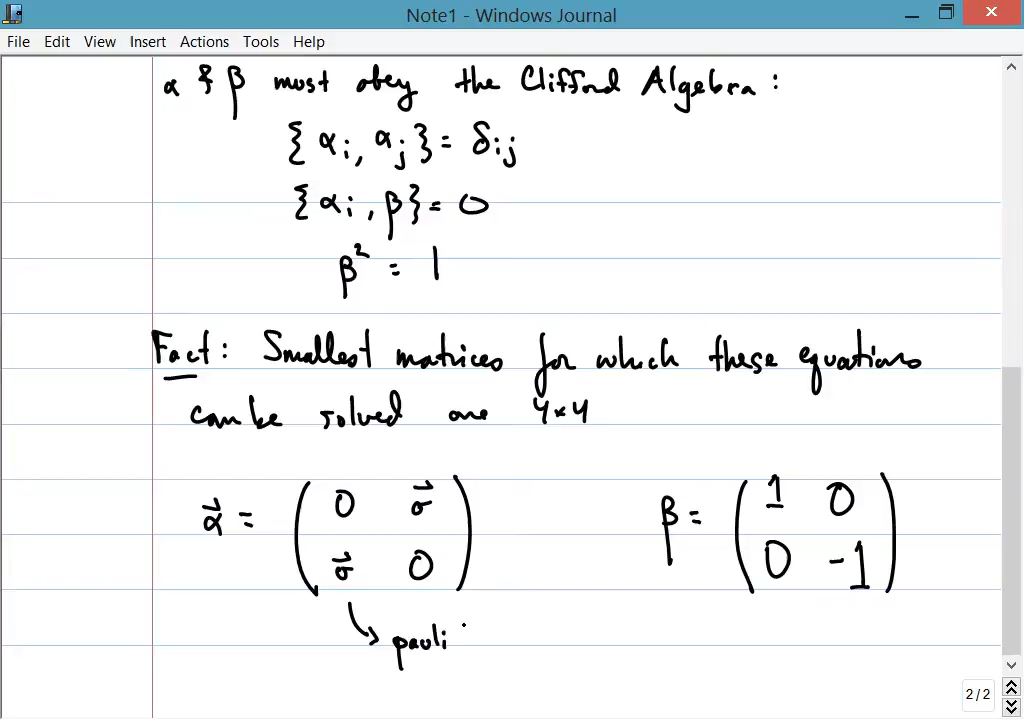 Note1 - Windows Journal
File Edit View Insert Actions Tools Help
α & β must obey the Clifford Algebra :
{ αi, αj } = δij
{ αi , β } = 0
β² = 1
Fact : Smallest matrices for which these equations
can be solved are 4×4
α⃗ = ( 0 σ⃗ β = ( 1 0
σ⃗ 0 ) 0 -1 )
↳ pauli
2 / 2